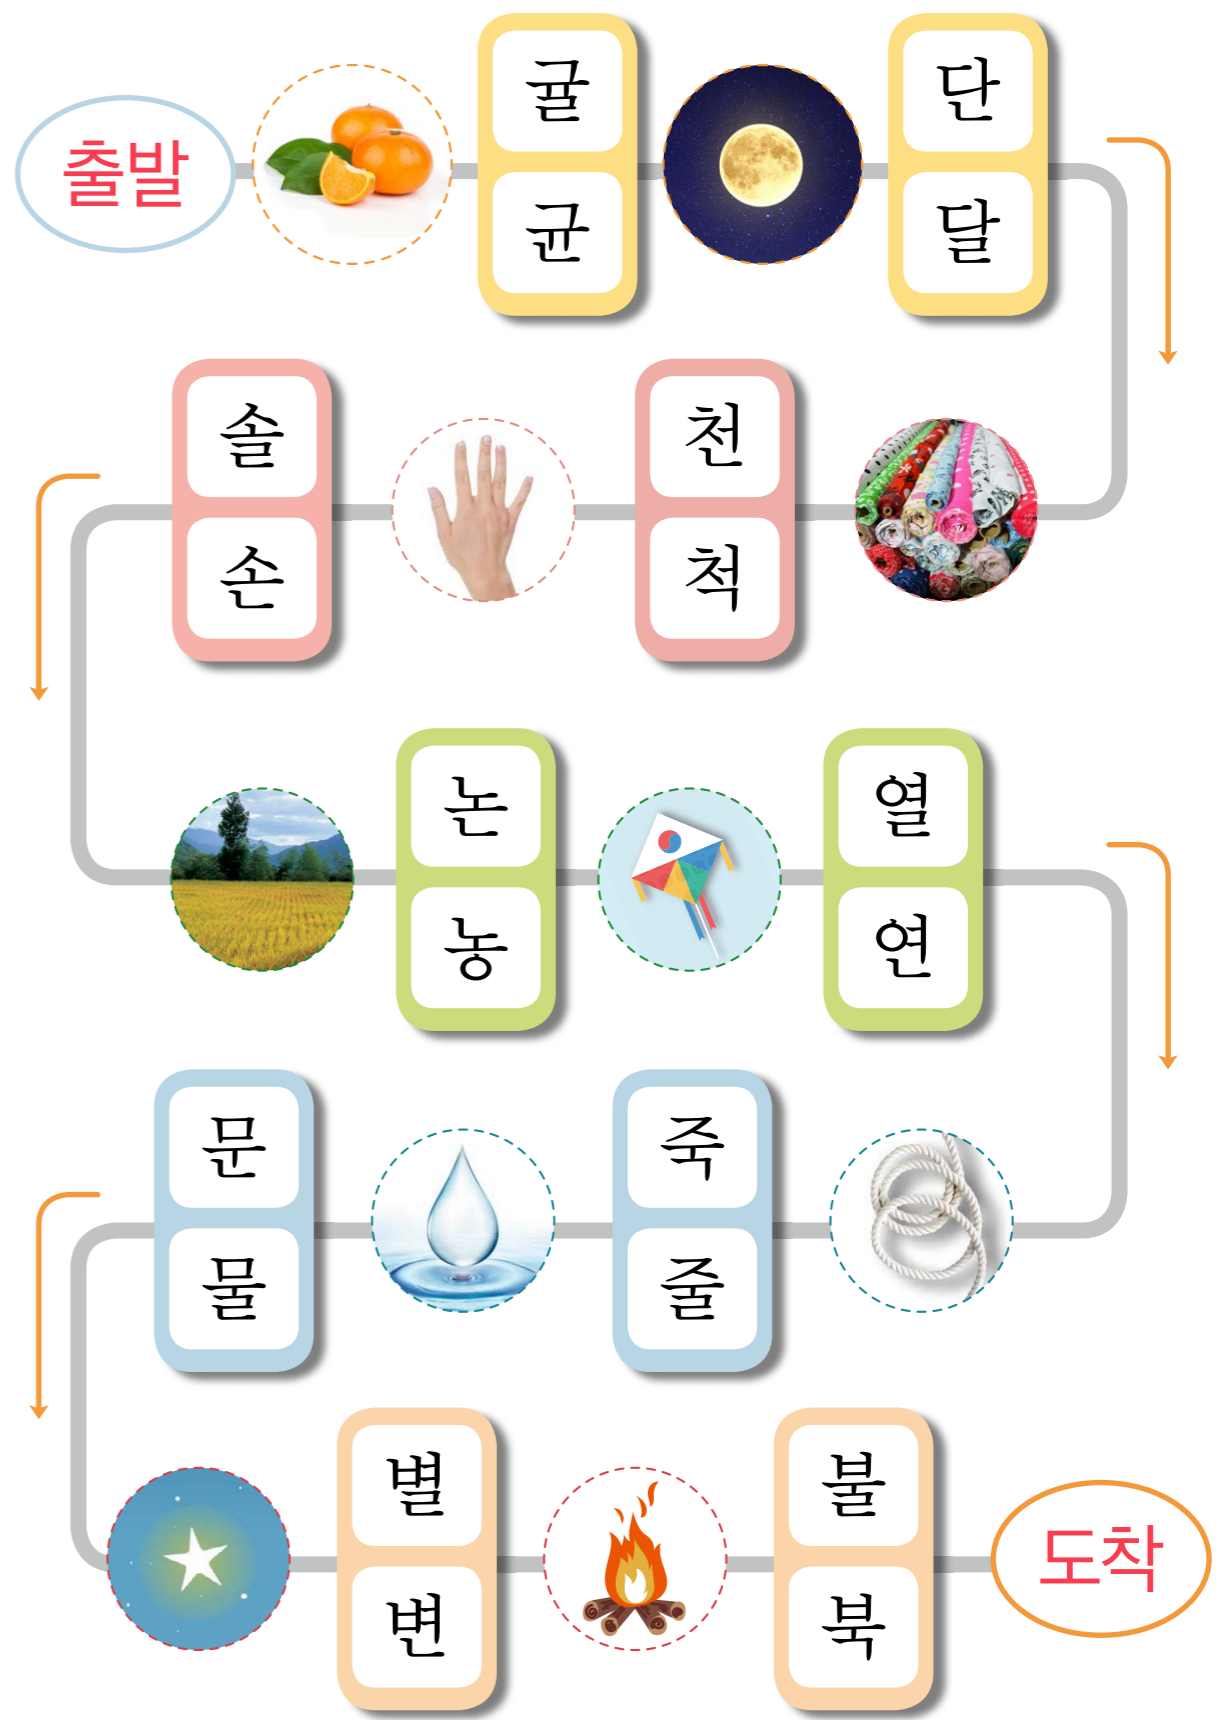 출발
귤
균
단
달
천
척
솔
손
논
농
열
연
죽
줄
문
물
별
변
불
북
도착